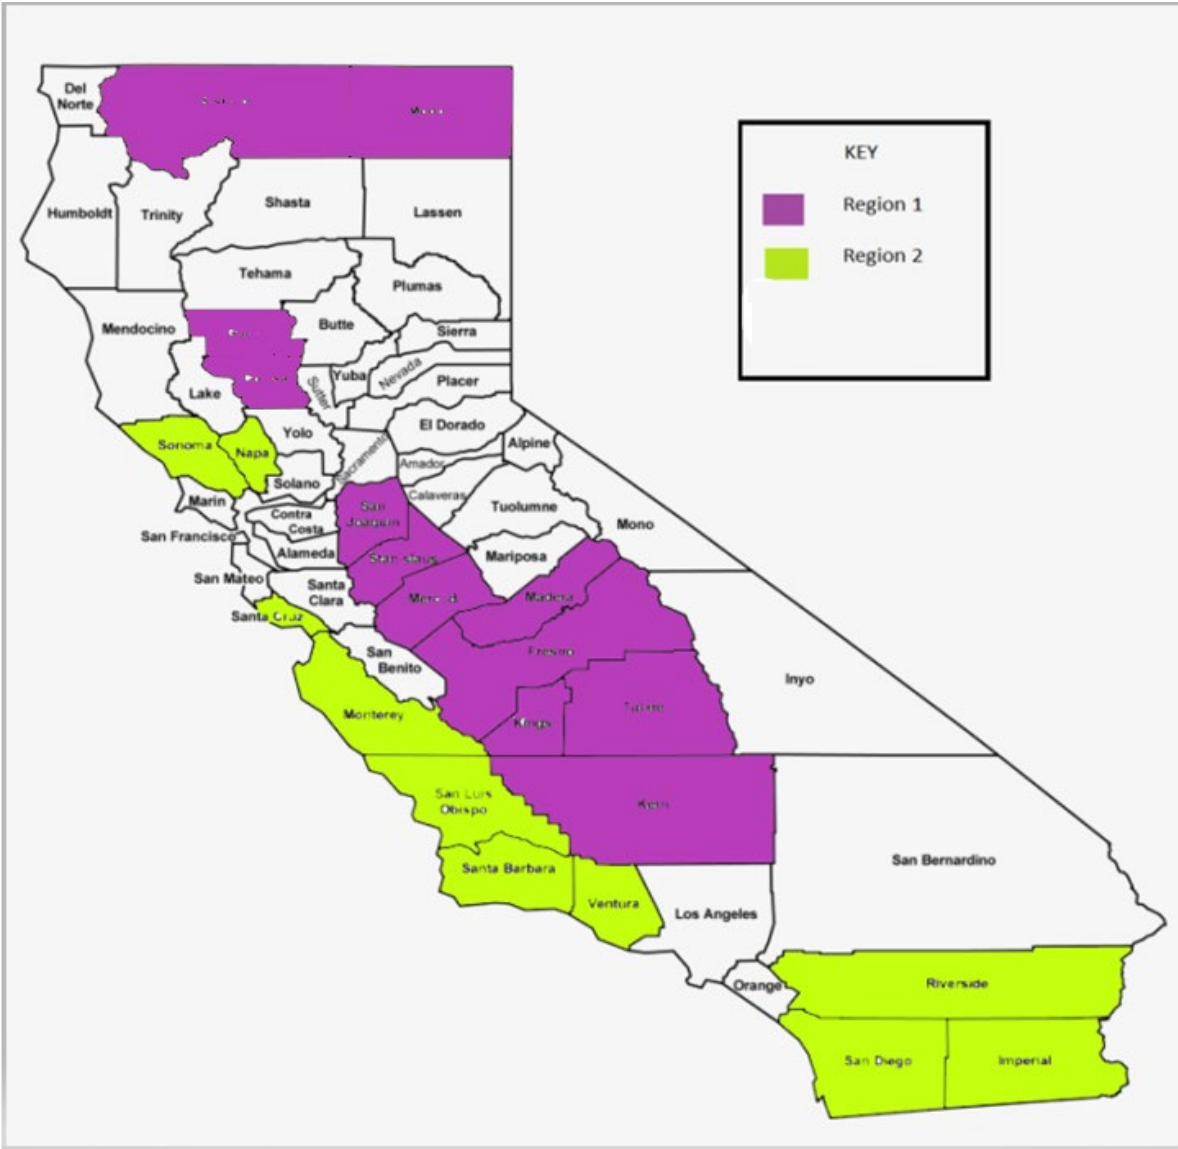 KEY
Region 1
Region 2
Del
Norte
Humboldt
Trinity
Shasta
Lassen
Tehama
Plumas
Mendocino
Butte
Sierra
Lake
Sutter
Yuba
Nevada
Placer
Sonoma
Napa
Yolo
Sacramento
El Dorado
Alpine
Amador
Solano
Calaveras
Marin
Contra
Costa
San
Joaquin
Tuolumne
Mono
San Francisco
Alameda
Stanislaus
Mariposa
San Mateo
Santa
Clara
Merced
Madera
Santa Cruz
San
Benito
Fresno
Inyo
Monterey
Kings
Tulare
San Luis
Obispo
Kern
San Bernardino
Santa Barbara
Ventura
Los Angeles
Orange
Riverside
San Diego
Imperial